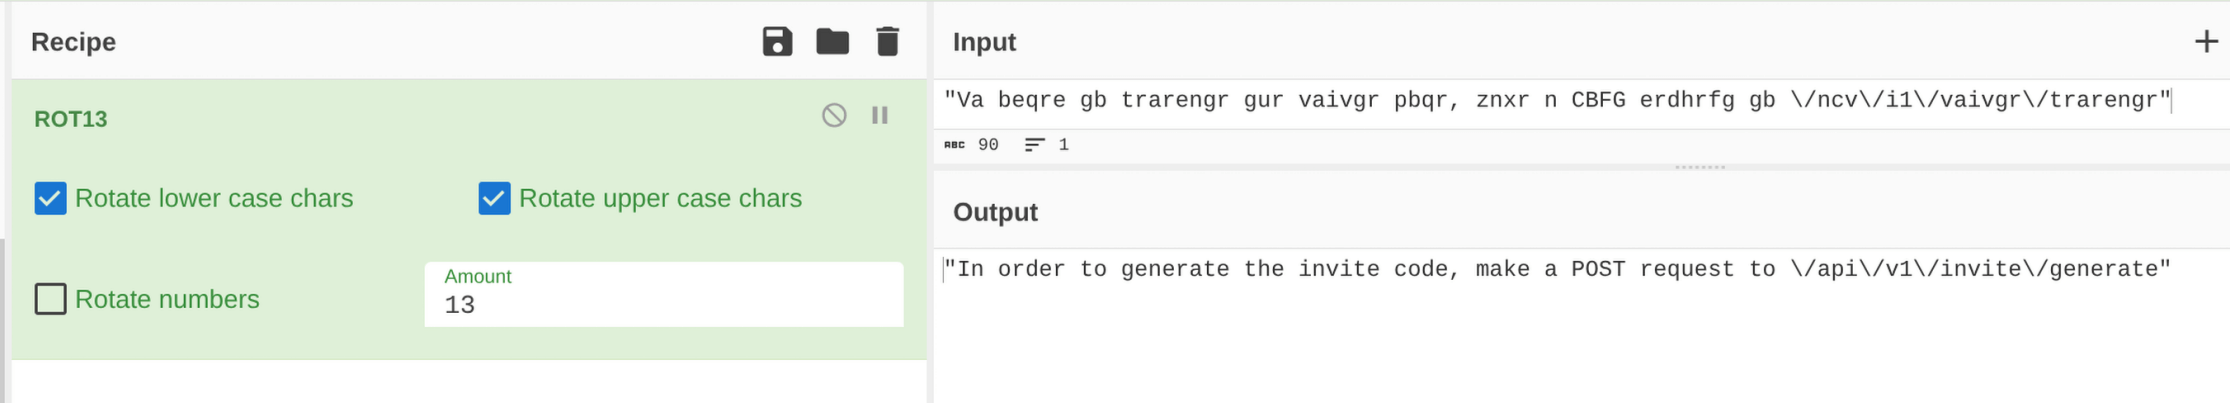 Recipe
ROT13
Rotate lower case chars
Rotate upper case chars
Rotate numbers
Amount
13
Input
"Va beqre gb trarengr gur vaivgr pbqr, znxr n CBFG erdhrfg gb \/ncv\/i1\/vaivgr\/trarengr"
ABC 90 1
Output
"In order to generate the invite code, make a POST request to \/api\/v1\/invite\/generate"